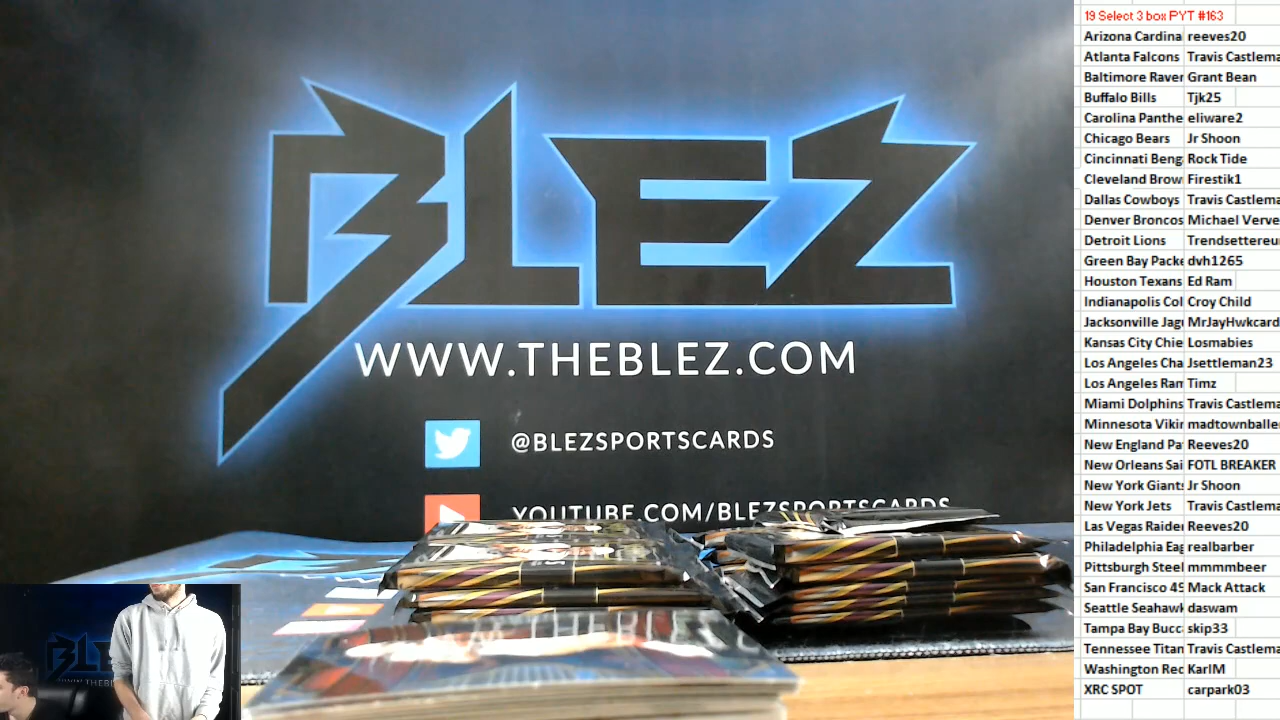 BLEZ
WWW.THEBLEZ.COM
@BLEZSPORTSCARDS
YOUTUBE.COM/BLEZSPORTSCARDS
THEBLEZ
19 Select 3 box PYT #163
Arizona Cardina reeves20
Atlanta Falcons Travis Castlema
Baltimore Raver Grant Bean
Buffalo Bills Tjk25
Carolina Panthe eliware2
Chicago Bears Jr Shoon
Cincinnati Beng Rock Tide
Cleveland Brow Firestik1
Dallas Cowboys Travis Castlema
Denver Broncos Michael Verve
Detroit Lions Trendsettereu
Green Bay Packe dvh1265
Houston Texans Ed Ram
Indianapolis Col Croy Child
Jacksonville Jagu MrJayHwkcard
Kansas City Chie Losmabies
Los Angeles Cha Jsettleman23
Los Angeles Ram Timz
Miami Dolphins Travis Castlema
Minnesota Vikin madtownballer
New England Pa Reeves20
New Orleans Sai FOTL BREAKER
New York Giants Jr Shoon
New York Jets Travis Castlema
Las Vegas Raider Reeves20
Philadelphia Eag realbarber
Pittsburgh Steel mmmmbeer
San Francisco 49 Mack Attack
Seattle Seahawk daswam
Tampa Bay Bucc skip33
Tennessee Titan Travis Castlema
Washington Rec KarlM
XRC SPOT carpark03